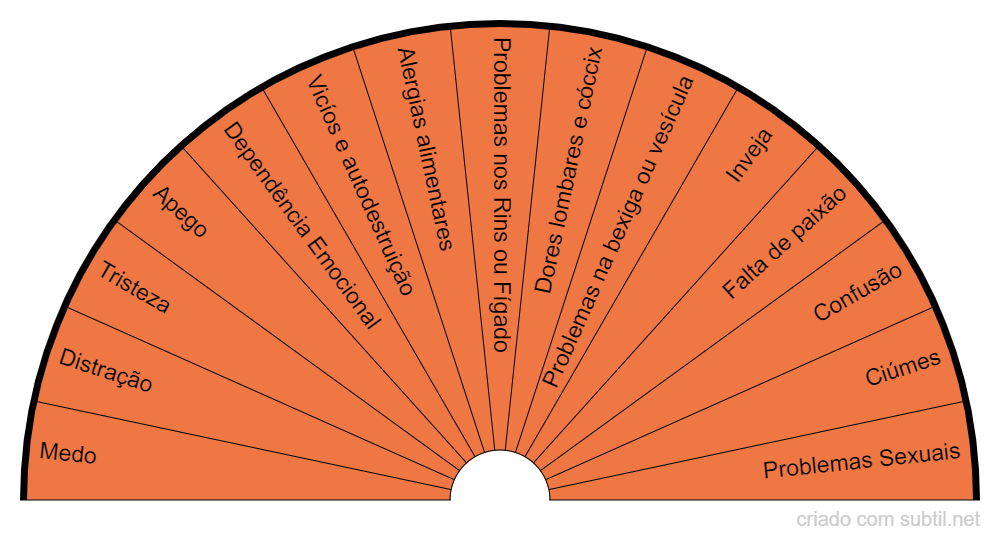 Medo
Distração
Tristeza
Apego
Dependência Emocional
Vicíos e autodestruição
Alergias alimentares
Problemas nos Rins ou Fígado
Dores lombares e cóccix
Problemas na bexiga ou vesícula
Inveja
Falta de paixão
Confusão
Ciúmes
Problemas Sexuais
criado com subtil.net